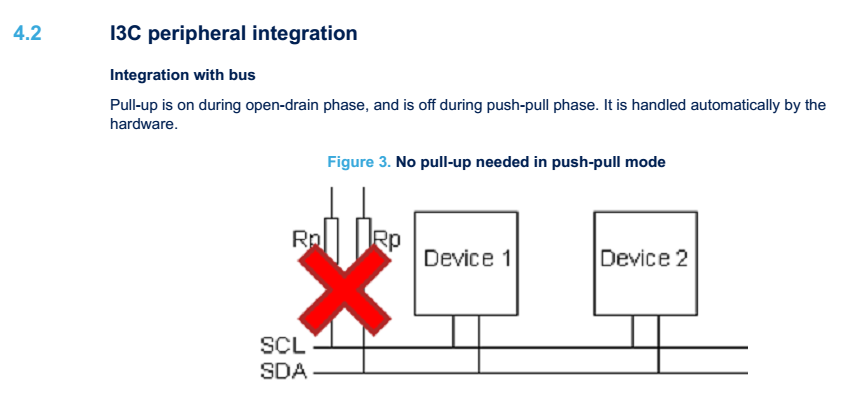 4.2 I3C peripheral integration
Integration with bus
Pull-up is on during open-drain phase, and is off during push-pull phase. It is handled automatically by the
hardware.
Figure 3. No pull-up needed in push-pull mode
Rp Rp
Device 1 Device 2
SCL
SDA